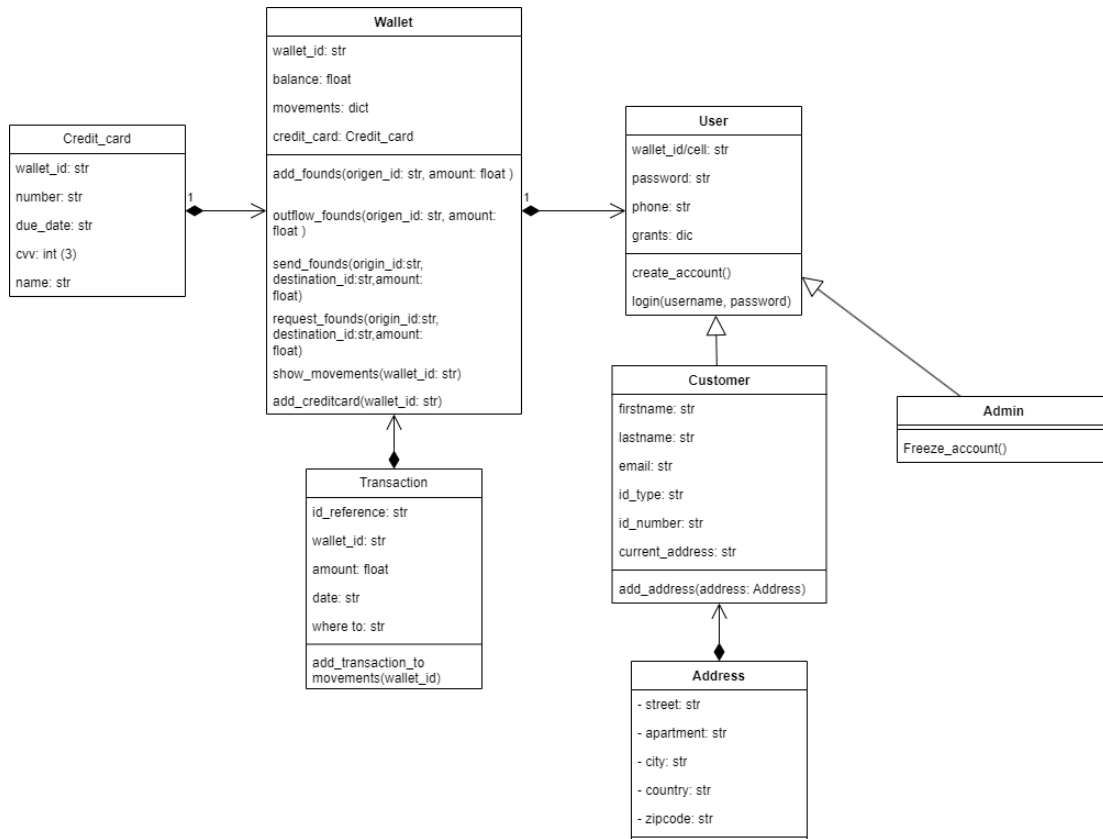 Wallet
wallet_id: str
balance: float
movements: dict
credit_card: Credit_card
add_founds(origen_id: str, amount: float )
outflow_founds(origen_id: str, amount:
float )
send_founds(origin_id:str,
destination_id:str,amount:
float)
request_founds(origin_id:str,
destination_id:str,amount:
float)
show_movements(wallet_id: str)
add_creditcard(wallet_id: str)
Credit_card
wallet_id: str
number: str
due_date: str
cvv: int (3)
name: str
1
1
User
wallet_id/cell: str
password: str
phone: str
grants: dic
create_account()
login(username, password)
Customer
firstname: str
lastname: str
email: str
id_type: str
id_number: str
current_address: str
add_address(address: Address)
Admin
Freeze_account()
Transaction
id_reference: str
wallet_id: str
amount: float
date: str
where to: str
add_transaction_to
movements(wallet_id)
Address
- street: str
- apartment: str
- city: str
- country: str
- zipcode: str